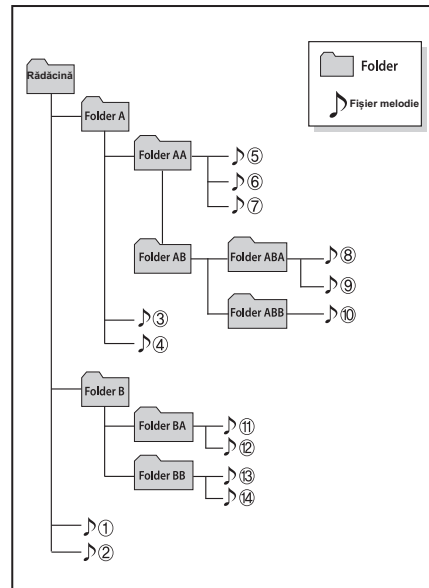 Rădăcină
Folder
Fișier melodie
Folder A
Folder AA
⑤
⑥
⑦
Folder AB
Folder ABA
⑧
⑨
Folder ABB
⑩
③
④
Folder B
Folder BA
⑪
⑫
Folder BB
⑬
⑭
①
②